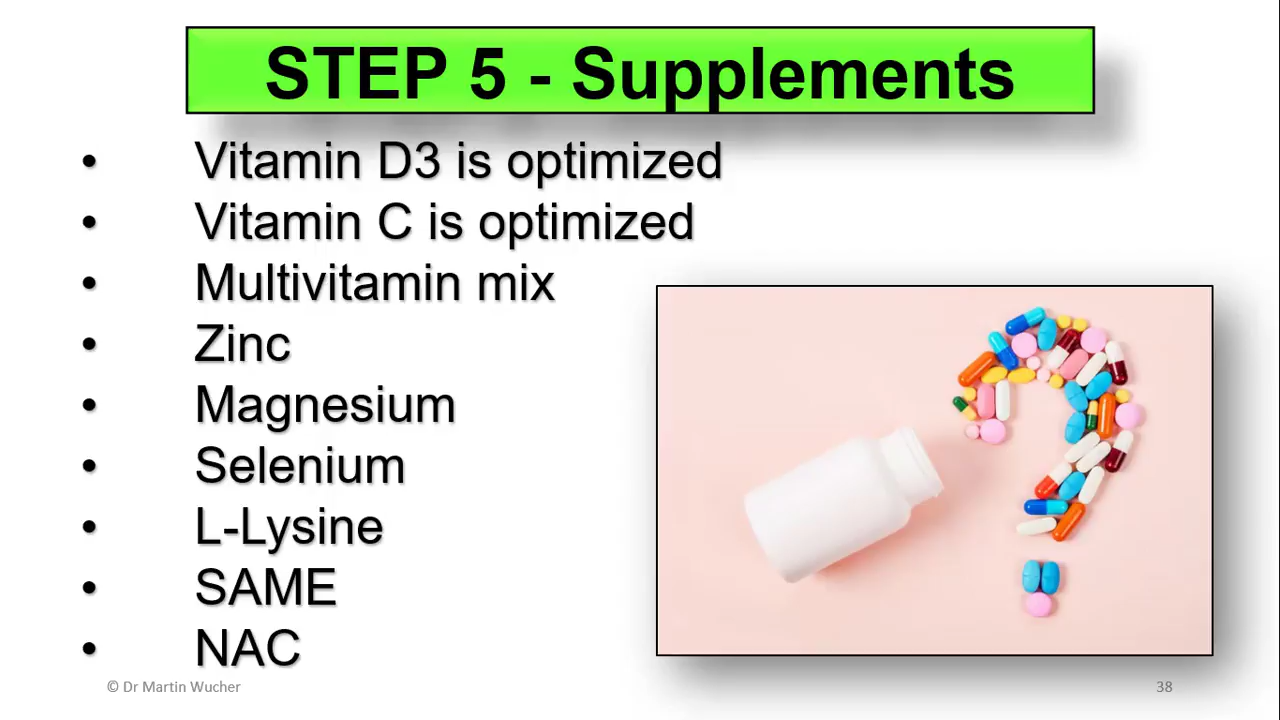 STEP 5 - Supplements
• Vitamin D3 is optimized
• Vitamin C is optimized
• Multivitamin mix
• Zinc
• Magnesium
• Selenium
• L-Lysine
• SAME
• NAC
© Dr Martin Wucher
38